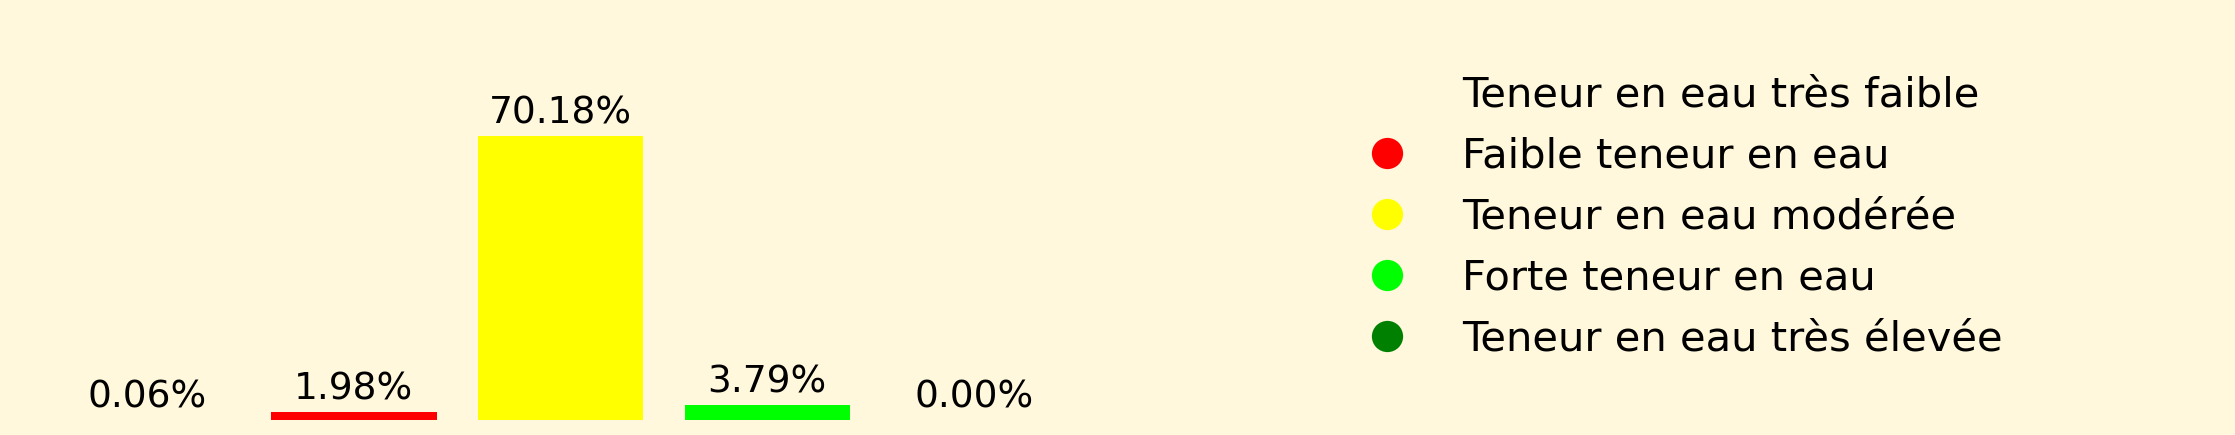 70.18%
0.06%
1.98%
3.79%
0.00%
Teneur en eau très faible
Faible teneur en eau
Teneur en eau modérée
Forte teneur en eau
Teneur en eau très élevée